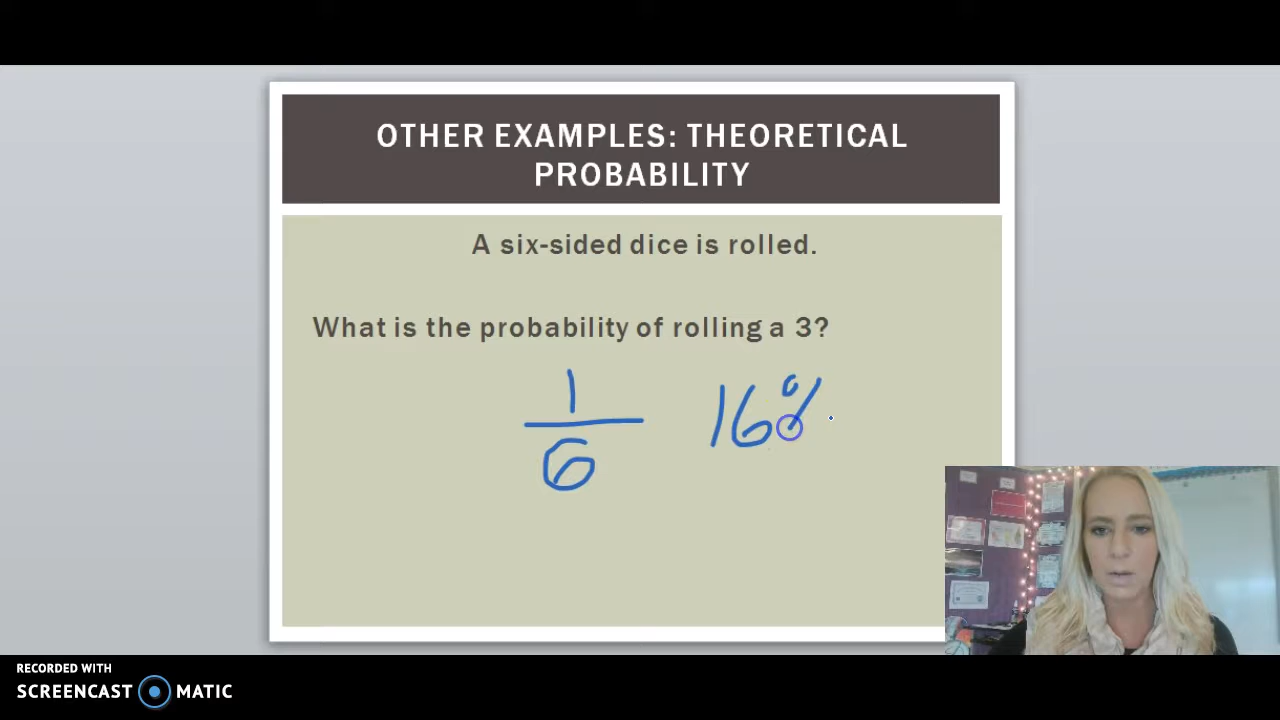 OTHER EXAMPLES: THEORETICAL
PROBABILITY
A six-sided dice is rolled.
What is the probability of rolling a 3?
1
6
16%
RECORDED WITH
SCREENCAST MATIC